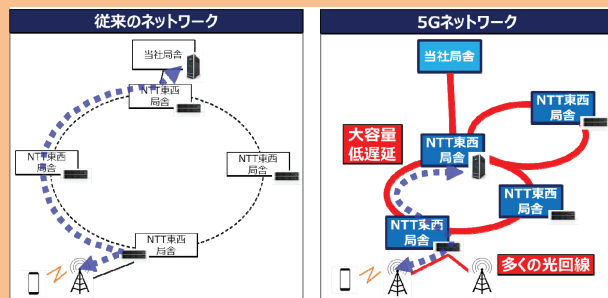 従来のネットワーク
当社局舎
NTT東西
局舎
NTT東西
局舎
NTT東西
局舎
NTT東西
局舎
5Gネットワーク
当社局舎
NTT東西
局舎
大容量
低遅延
NTT東西
局舎
NTT東西
局舎
NTT東西
局舎
多くの光回線